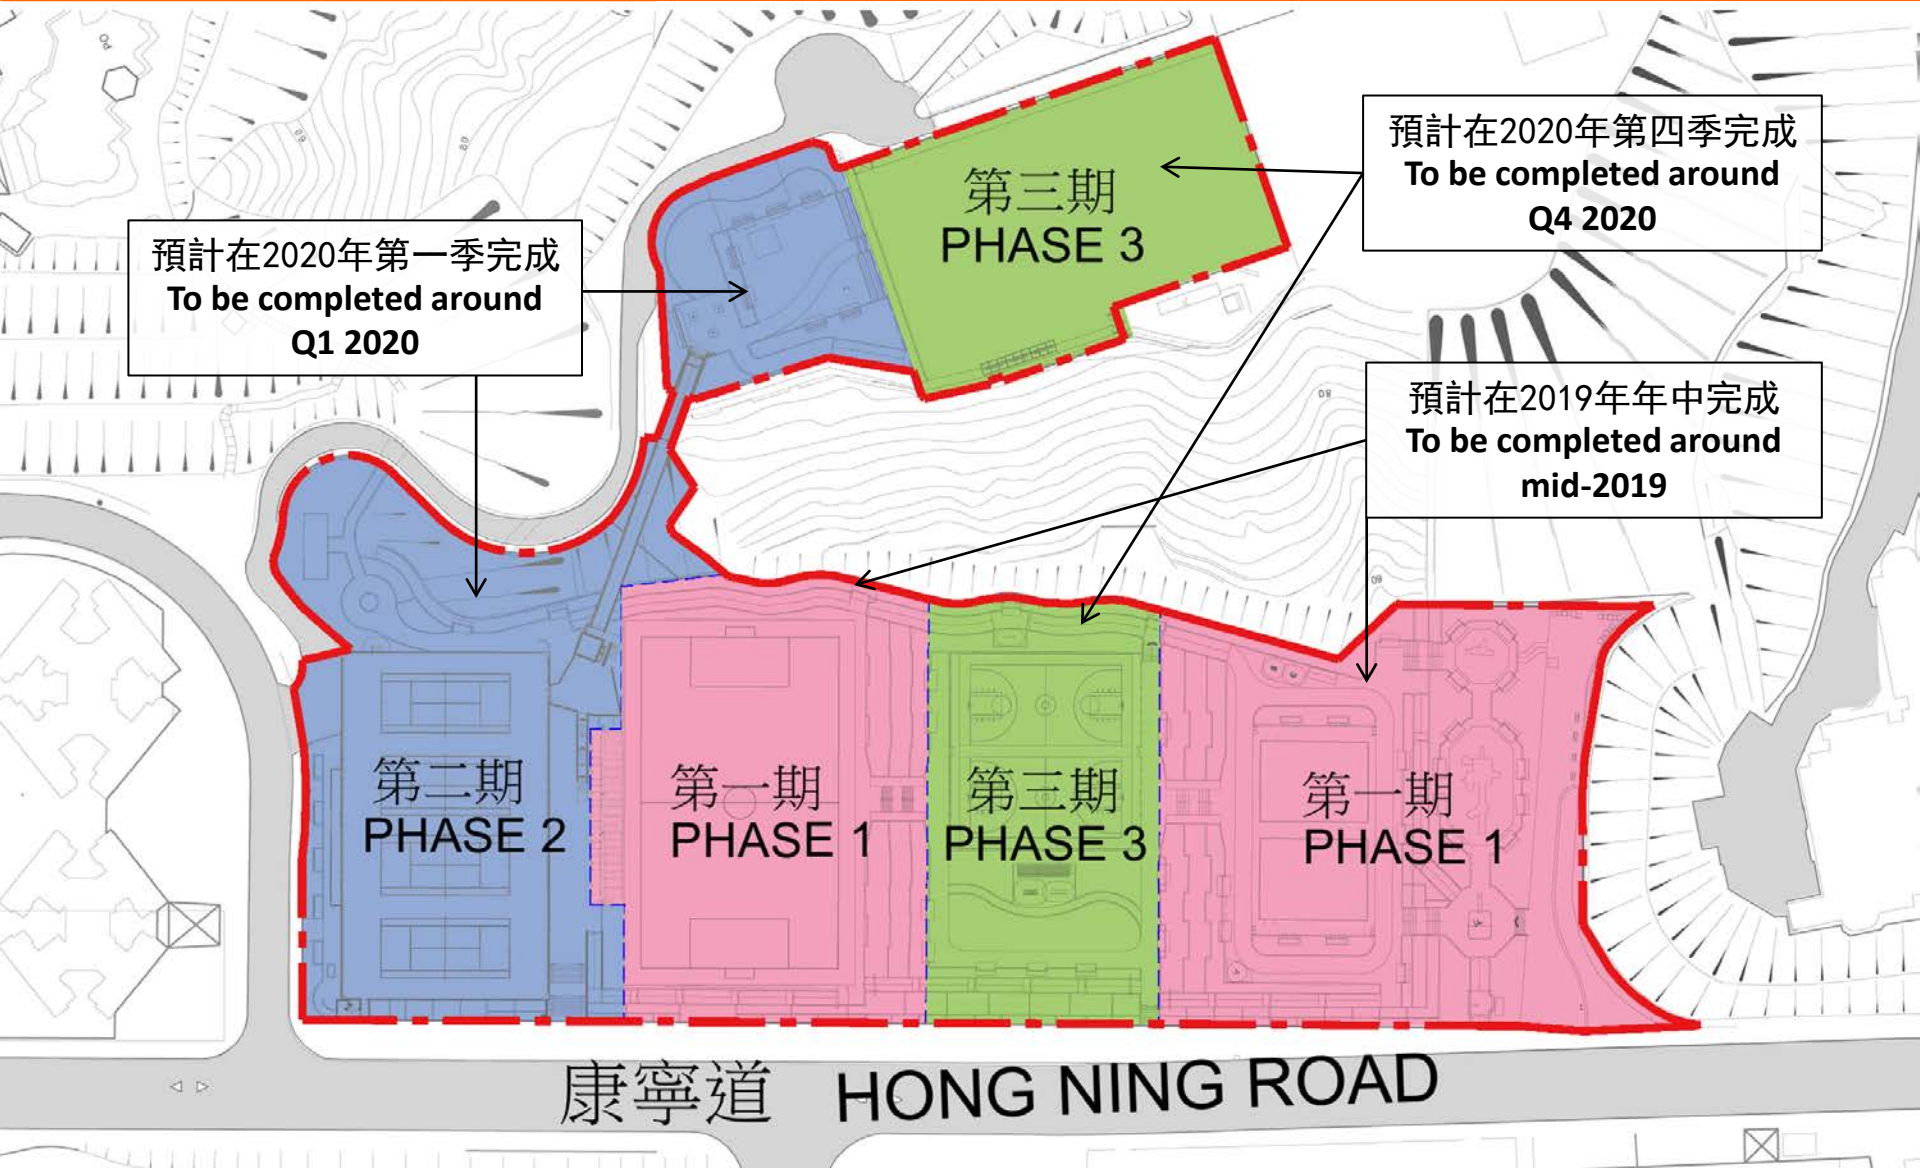 預計在2020年第四季完成
To be completed around
Q4 2020
第三期
PHASE 3
預計在2020年第一季完成
To be completed around
Q1 2020
預計在2019年年中完成
To be completed around
mid-2019
80
80
60
第二期
PHASE 2
第一期
PHASE 1
第三期
PHASE 3
第一期
PHASE 1
康寧道 HONG NING ROAD